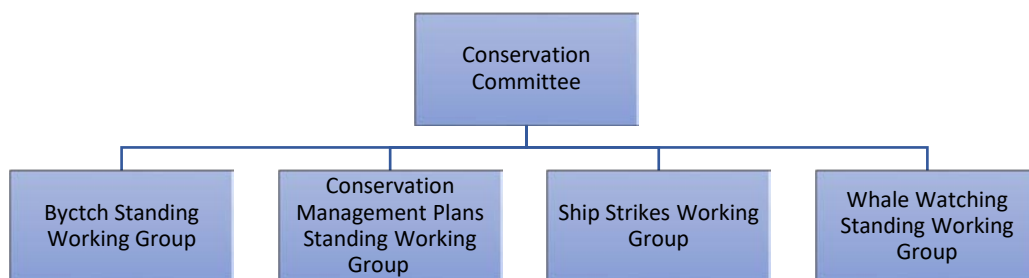 Conservation
Committee
Byctch Standing
Working Group
Conservation
Management Plans
Standing Working
Group
Ship Strikes Working
Group
Whale Watching
Standing Working
Group